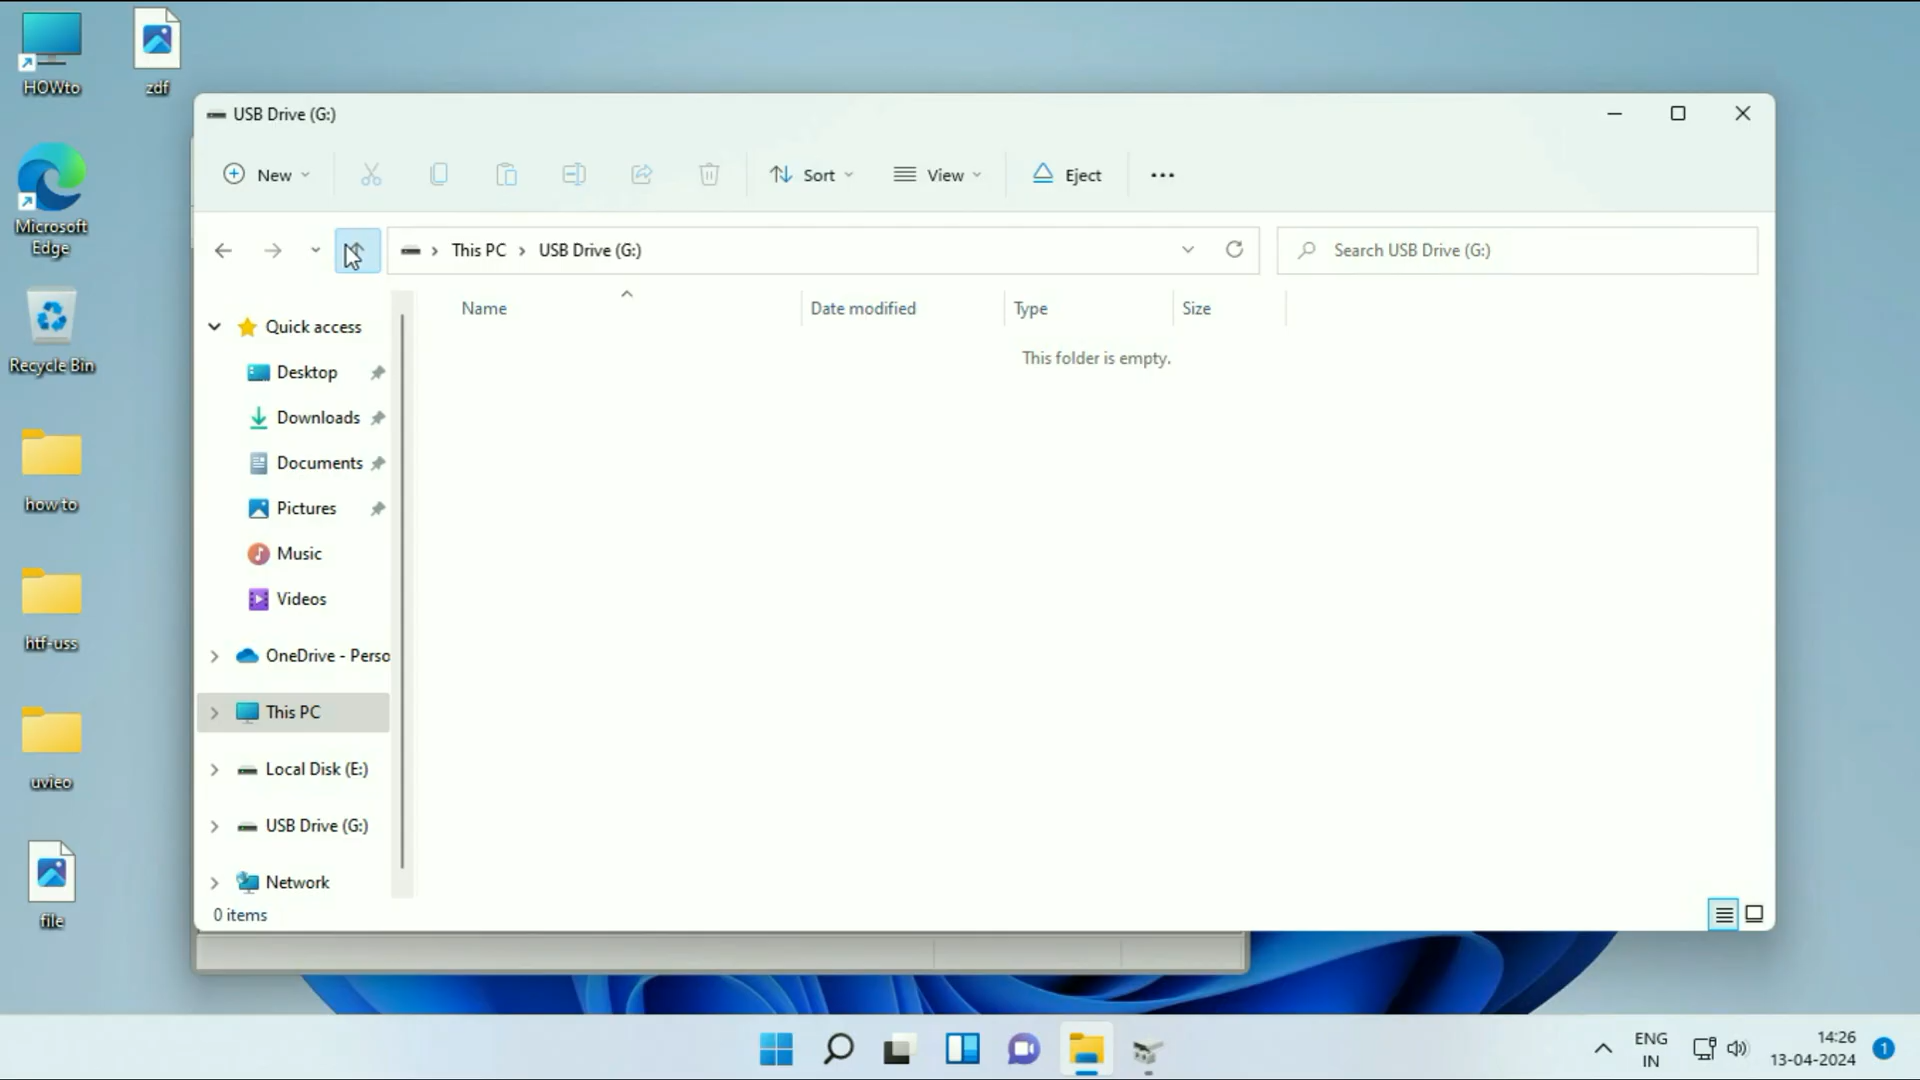 HOWto
zdf
Microsoft
Edge
Recycle Bin
how to
htf-uss
uvieo
file
USB Drive (G:)
New
Sort
View
Eject
This PC
USB Drive (G:)
Search USB Drive (G:)
Name
Date modified
Type
Size
This folder is empty.
Quick access
Desktop
Downloads
Documents
Pictures
Music
Videos
OneDrive - Perso
This PC
Local Disk (E:)
USB Drive (G:)
Network
0 items
ENG
IN
14:26
13-04-2024
1